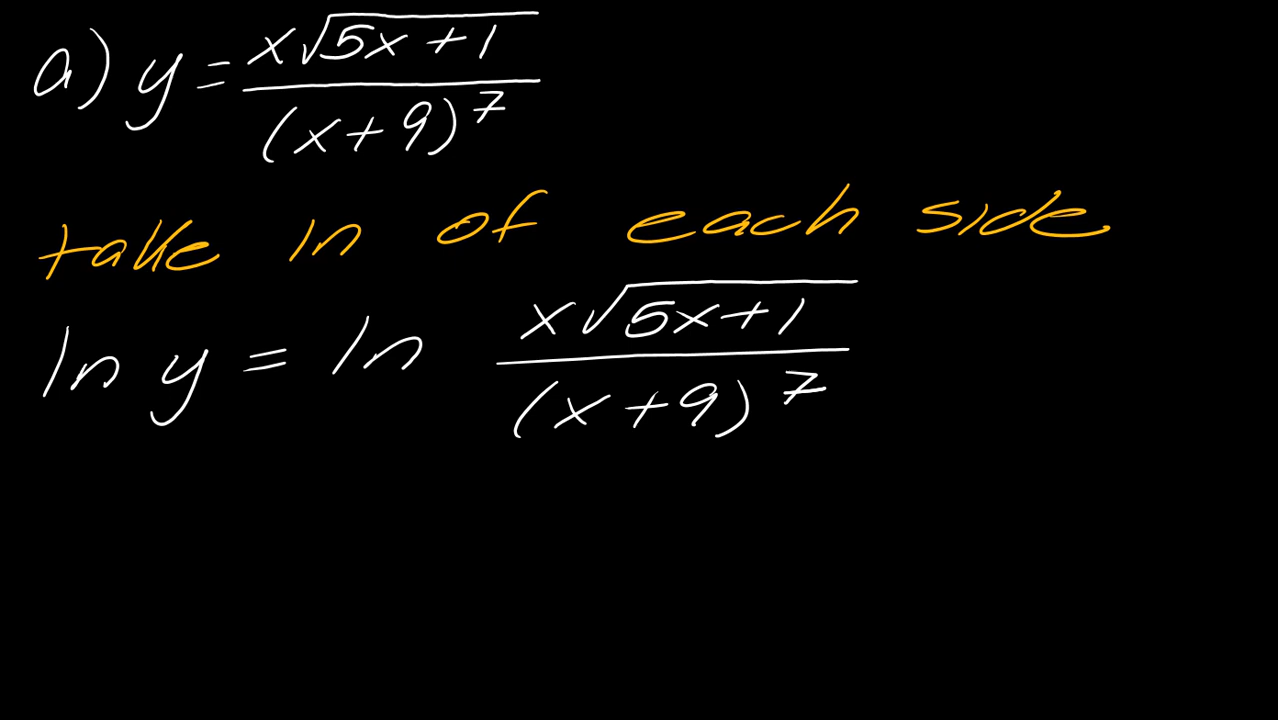 a) y = x√(5x + 1) / (x + 9)^7
take ln of each side
ln y = ln x√(5x + 1) / (x + 9)^7